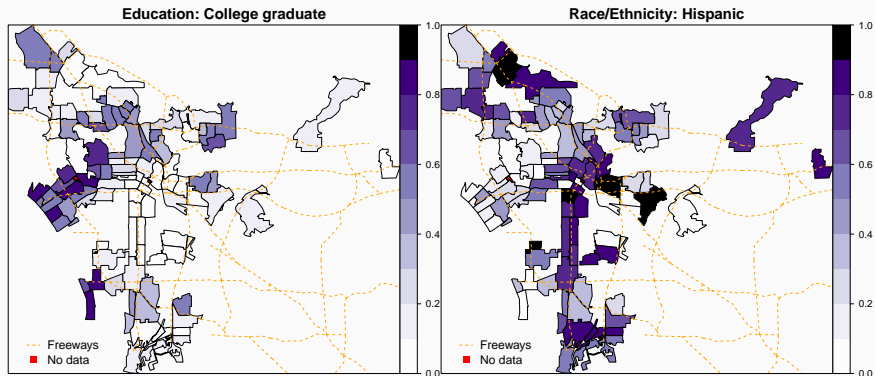 Education: College graduate
1.0
0.8
0.6
0.4
0.2
0.0
Freeways
No data
Race/Ethnicity: Hispanic
1.0
0.8
0.6
0.4
0.2
0.0
Freeways
No data